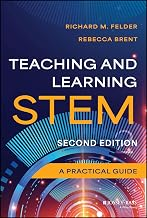 RICHARD M. FELDER
REBECCA BRENT
TEACHING AND
LEARNING
STEM
SECOND EDITION
A PRACTICAL GUIDE